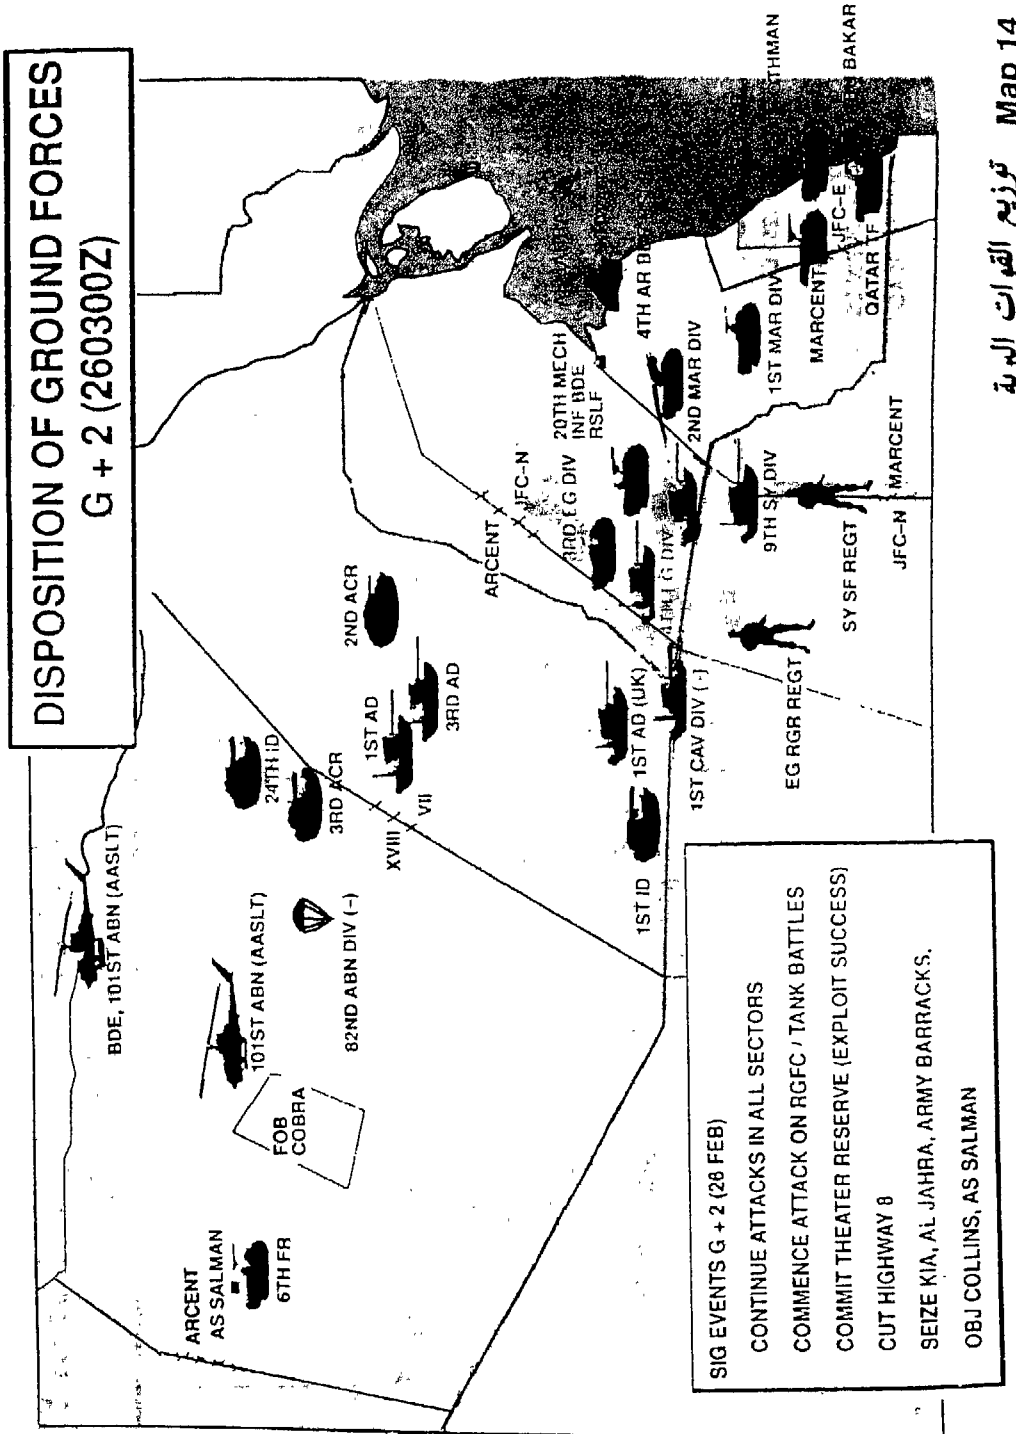 DISPOSITION OF GROUND FORCES
G + 2 (260300Z)
BDE, 101ST ABN (AASLT)
24TH ID
3RD ACR
101ST ABN (AASLT)
82ND ABN DIV (-)
FOB
COBRA
ARCENT
AS SALMAN
6TH FR
XVIII
VII
1ST AD
3RD AD
2ND ACR
ARCENT
JFC-N
3RD EG DIV
20TH MECH
INF BDE
RSLF
4TH AR B
2ND MAR DIV
1ST MAR DIV
MARCENT
JFC-E
QATAR TF
THMAN
BAKAR
1ST ID
1ST AD (UK)
1ST CAV DIV (-)
9TH SY DIV
EG RGR REGT
SY SF REGT
JFC-N
MARCENT
SIG EVENTS G + 2 (26 FEB)
CONTINUE ATTACKS IN ALL SECTORS
COMMENCE ATTACK ON RGFC / TANK BATTLES
COMMIT THEATER RESERVE (EXPLOIT SUCCESS)
CUT HIGHWAY 8
SEIZE KIA, AL JAHRA, ARMY BARRACKS,
OBJ COLLINS, AS SALMAN
Map 14 توزيع القوات البرية